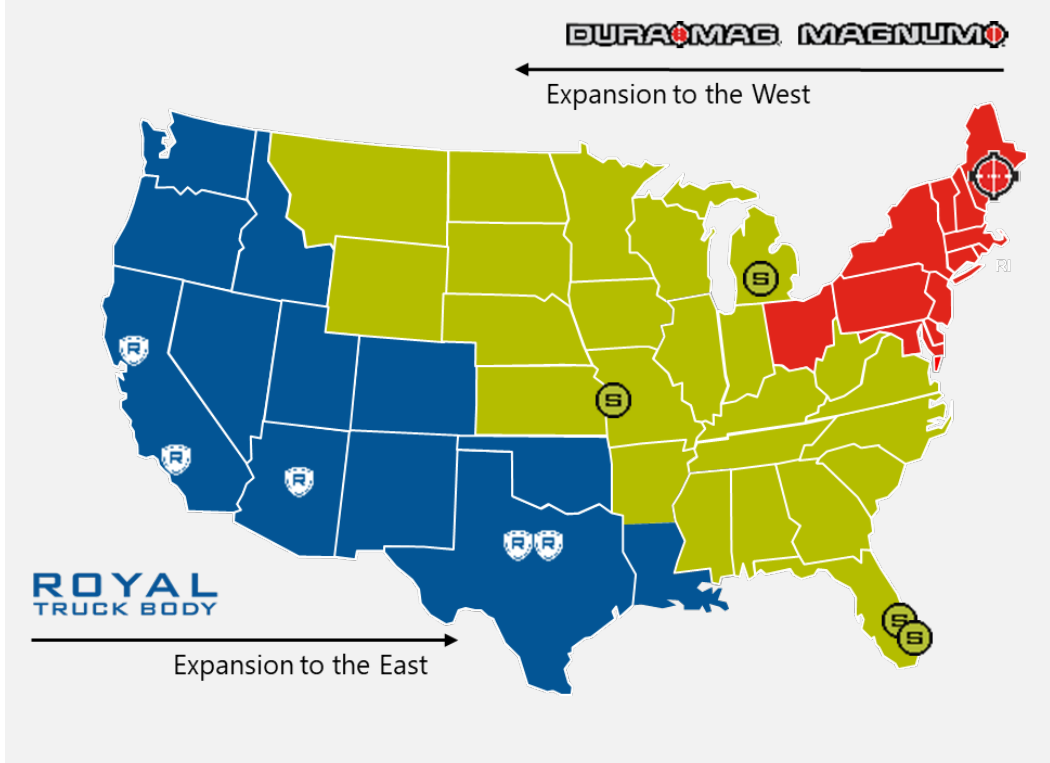 DURAMAG MAGNUM
Expansion to the West
RI
S
R
S
R
R
R R
S
S
ROYAL
TRUCK BODY
Expansion to the East